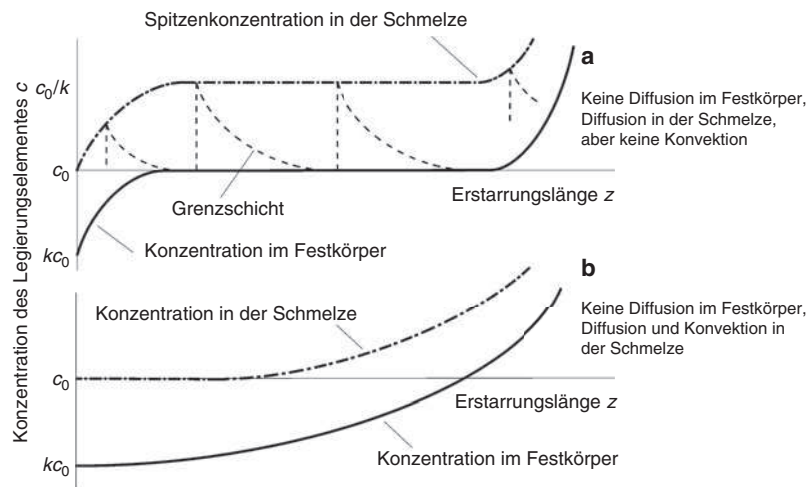 Spitzenkonzentration in der Schmelze
a
c₀/k
Keine Diffusion im Festkörper,
Diffusion in der Schmelze,
aber keine Konvektion
c₀
Erstarrungslänge z
Grenzschicht
Konzentration im Festkörper
kc₀
Konzentration des Legierungselementes c
b
Konzentration in der Schmelze
Keine Diffusion im Festkörper,
Diffusion und Konvektion in
der Schmelze
c₀
Erstarrungslänge z
kc₀
Konzentration im Festkörper